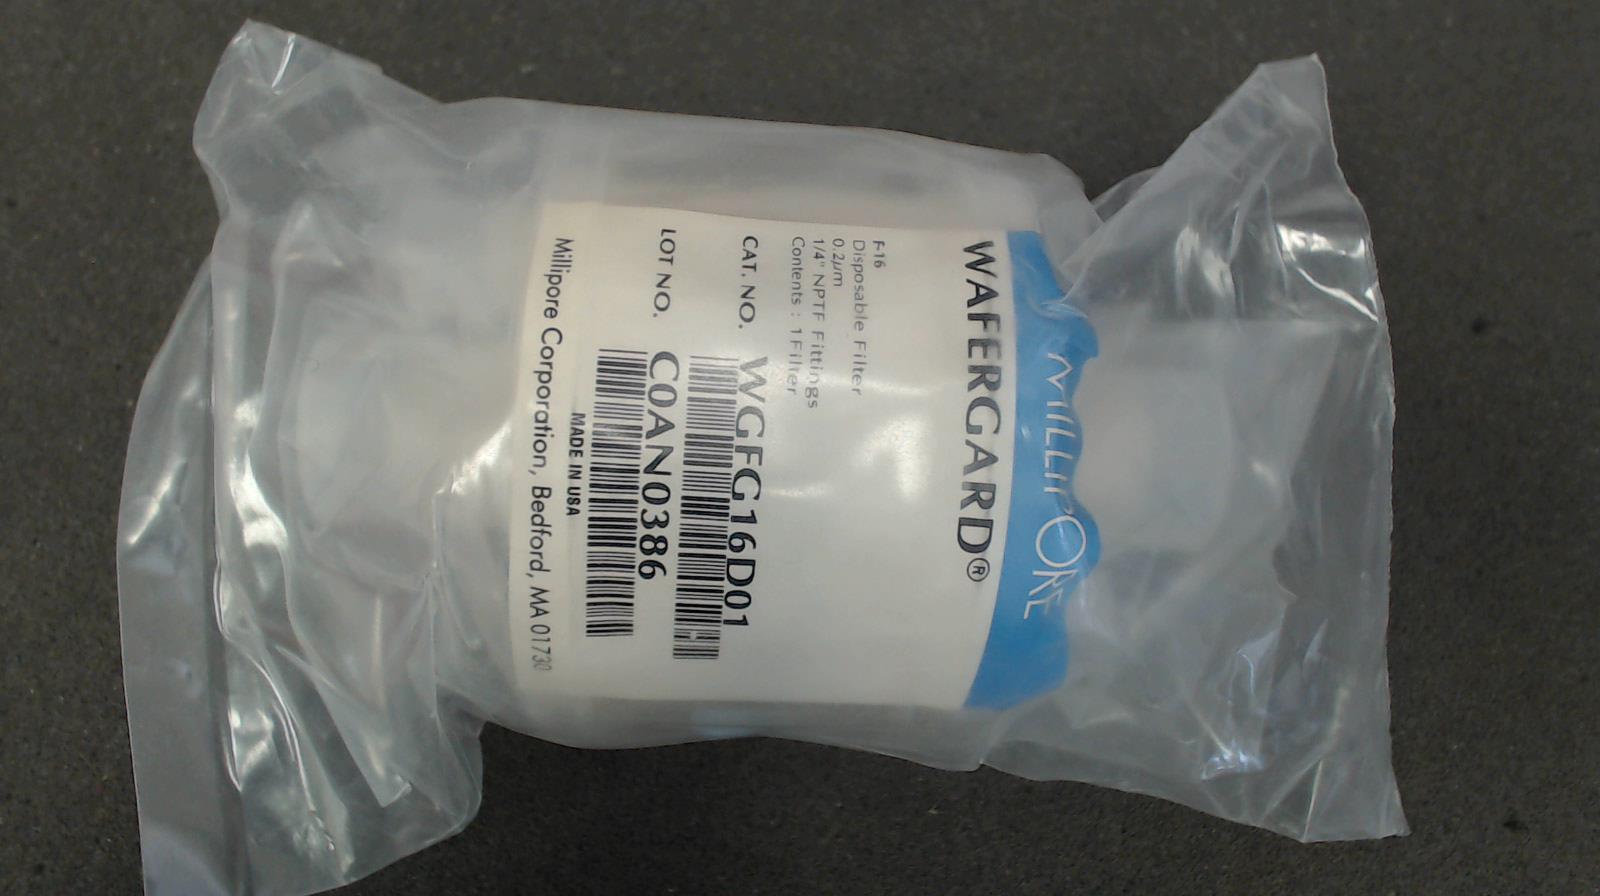 MILLIPORE
WAFERGARD®
F-16
Disposable Filter
0.2µm
1/4" NPTF Fittings
Contents : 1 Filter
CAT. NO. WGFG16D01
LOT NO. C0AN0386
MADE IN USA
Millipore Corporation, Bedford, MA 01730